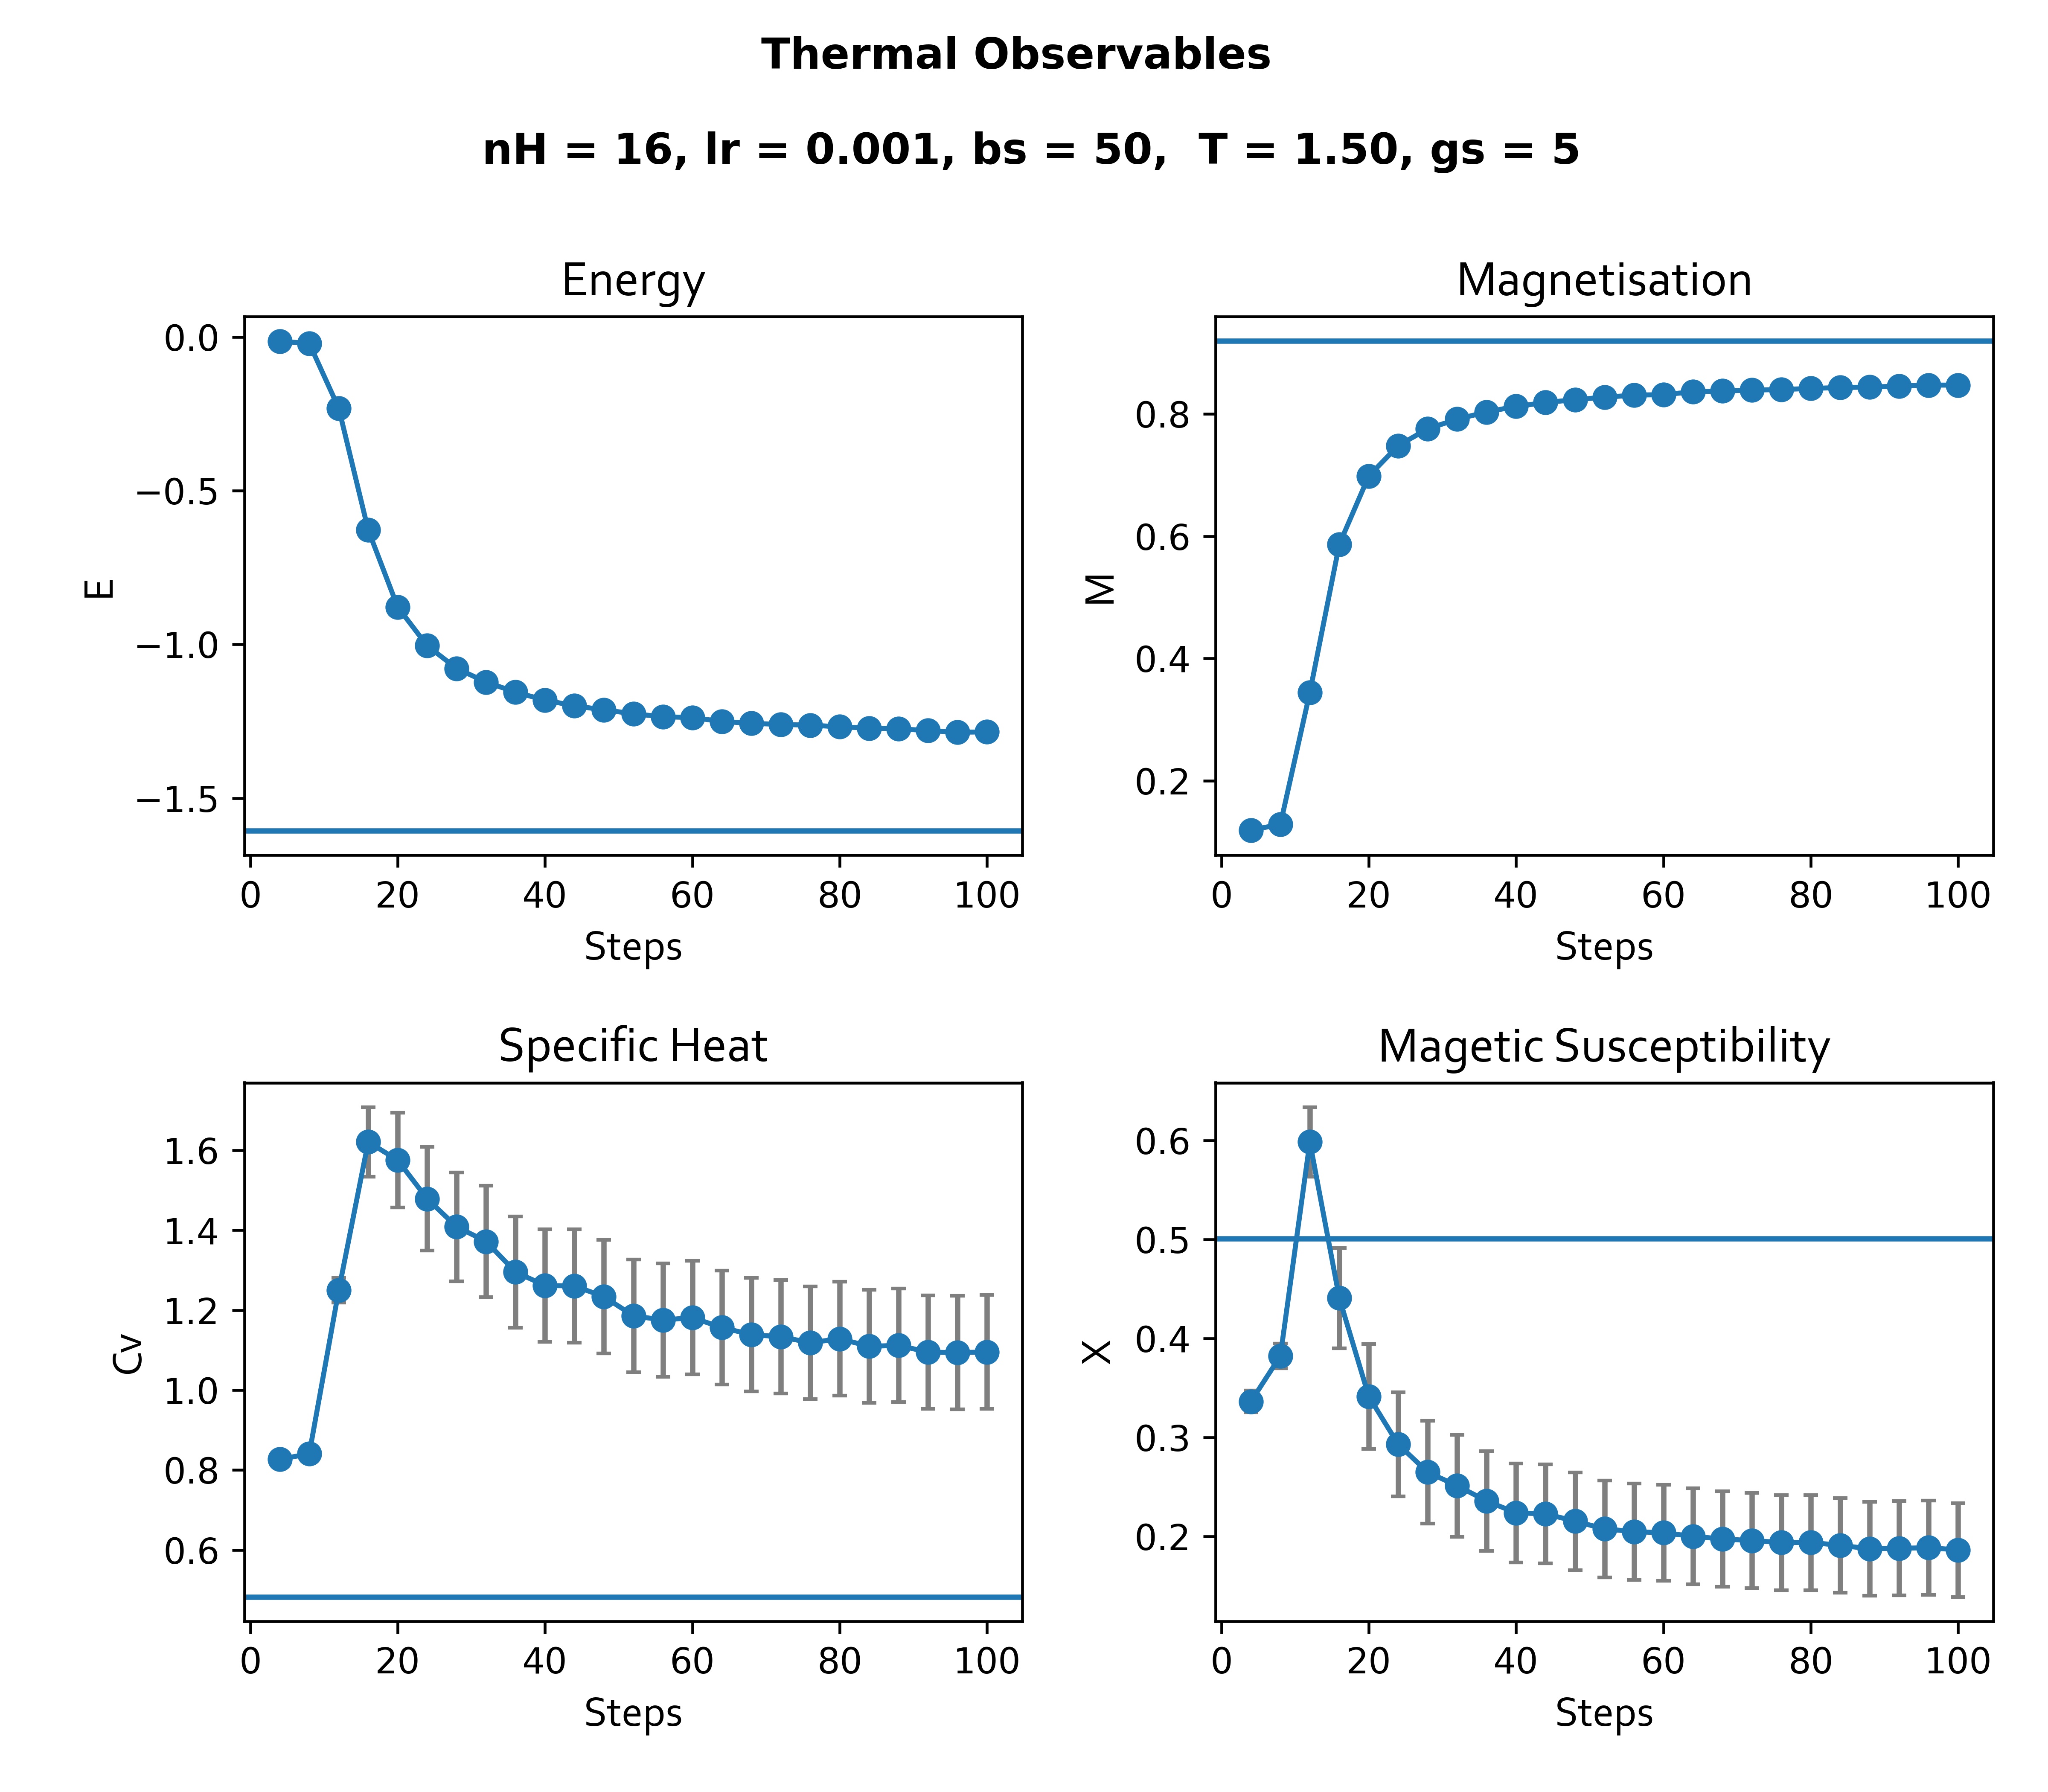 Thermal Observables
nH = 16, lr = 0.001, bs = 50,  T = 1.50, gs = 5
Energy
E
0.0
−0.5
−1.0
−1.5
0 20 40 60 80 100
Steps
Magnetisation
M
0.8
0.6
0.4
0.2
0 20 40 60 80 100
Steps
Specific Heat
Cv
1.6
1.4
1.2
1.0
0.8
0.6
0 20 40 60 80 100
Steps
Magetic Susceptibility
X
0.6
0.5
0.4
0.3
0.2
0 20 40 60 80 100
Steps